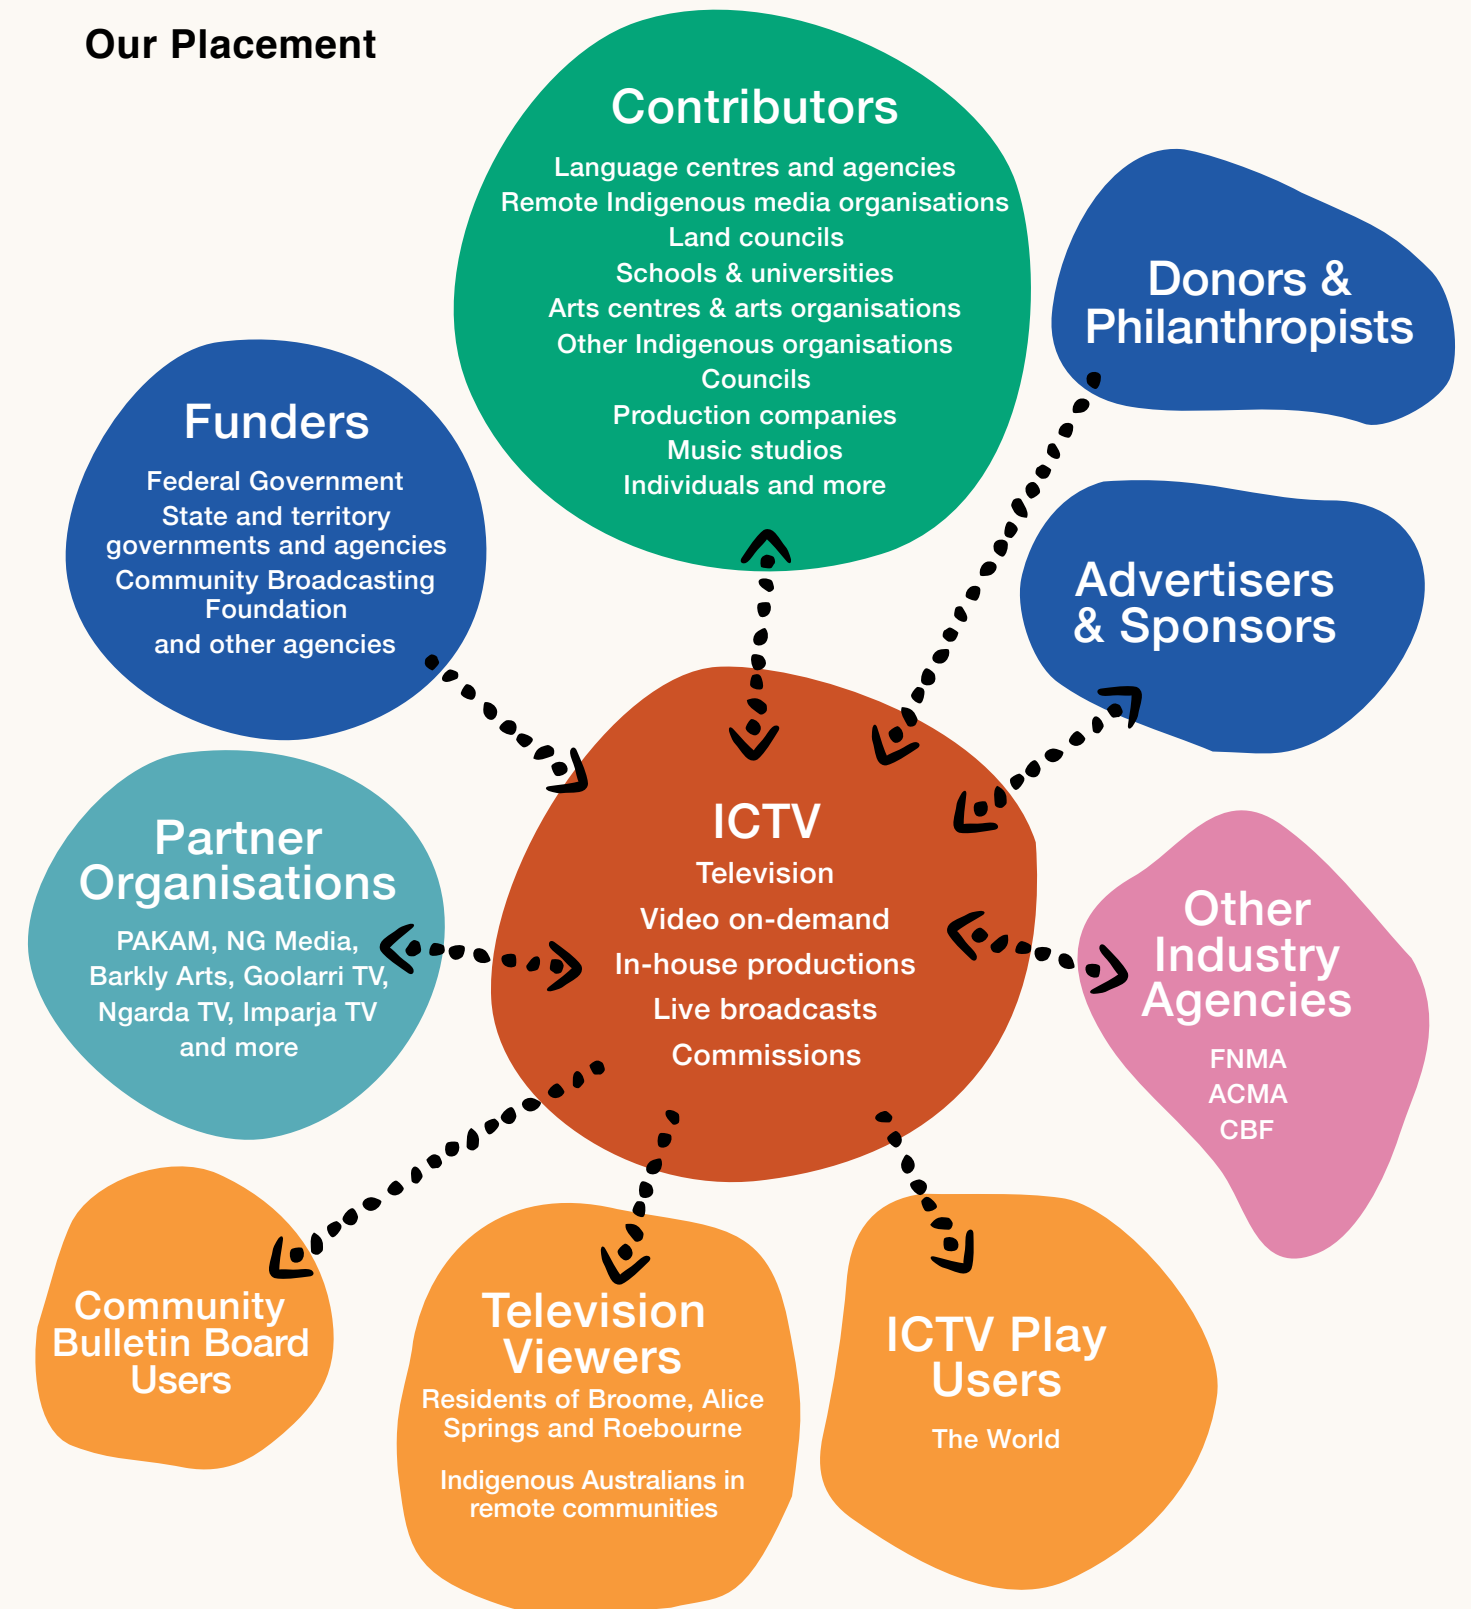 Our Placement
Contributors
Language centres and agencies
Remote Indigenous media organisations
Land councils
Schools & universities
Arts centres & arts organisations
Other Indigenous organisations
Councils
Production companies
Music studios
Individuals and more
Donors &
Philanthropists
Funders
Federal Government
State and territory
governments and agencies
Community Broadcasting
Foundation
and other agencies
Advertisers
& Sponsors
ICTV
Television
Video on-demand
In-house productions
Live broadcasts
Commissions
Partner
Organisations
PAKAM, NG Media,
Barkly Arts, Goolarri TV,
Ngarda TV, Imparja TV
and more
Other
Industry
Agencies
FNMA
ACMA
CBF
Community
Bulletin Board
Users
Television
Viewers
Residents of Broome, Alice
Springs and Roebourne
Indigenous Australians in
remote communities
ICTV Play
Users
The World